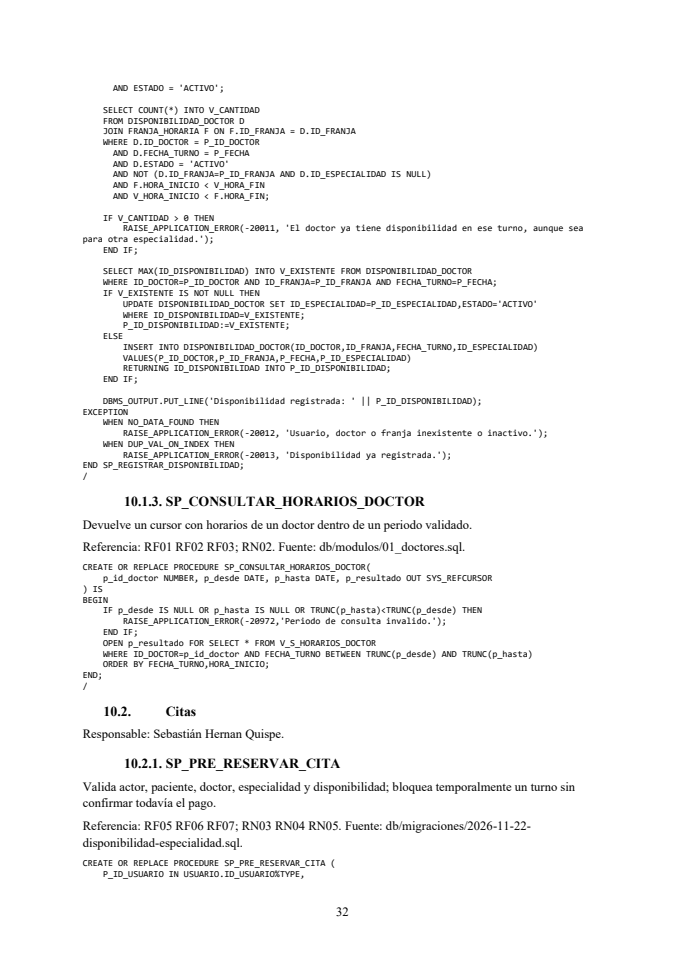 AND ESTADO = 'ACTIVO';
SELECT COUNT(*) INTO V_CANTIDAD
FROM DISPONIBILIDAD_DOCTOR D
JOIN FRANJA_HORARIA F ON F.ID_FRANJA = D.ID_FRANJA
WHERE D.ID_DOCTOR = P_ID_DOCTOR
AND D.FECHA_TURNO = P_FECHA
AND D.ESTADO = 'ACTIVO'
AND NOT (D.ID_FRANJA=P_ID_FRANJA AND D.ID_ESPECIALIDAD IS NULL)
AND F.HORA_INICIO < V_HORA_FIN
AND V_HORA_INICIO < F.HORA_FIN;
IF V_CANTIDAD > 0 THEN
RAISE_APPLICATION_ERROR(-20011, 'El doctor ya tiene disponibilidad en ese turno, aunque sea
para otra especialidad.');
END IF;
SELECT MAX(ID_DISPONIBILIDAD) INTO V_EXISTENTE FROM DISPONIBILIDAD_DOCTOR
WHERE ID_DOCTOR=P_ID_DOCTOR AND ID_FRANJA=P_ID_FRANJA AND FECHA_TURNO=P_FECHA;
IF V_EXISTENTE IS NOT NULL THEN
UPDATE DISPONIBILIDAD_DOCTOR SET ID_ESPECIALIDAD=P_ID_ESPECIALIDAD,ESTADO='ACTIVO'
WHERE ID_DISPONIBILIDAD=V_EXISTENTE;
P_ID_DISPONIBILIDAD:=V_EXISTENTE;
ELSE
INSERT INTO DISPONIBILIDAD_DOCTOR(ID_DOCTOR,ID_FRANJA,FECHA_TURNO,ID_ESPECIALIDAD)
VALUES(P_ID_DOCTOR,P_ID_FRANJA,P_FECHA,P_ID_ESPECIALIDAD)
RETURNING ID_DISPONIBILIDAD INTO P_ID_DISPONIBILIDAD;
END IF;
DBMS_OUTPUT.PUT_LINE('Disponibilidad registrada: ' || P_ID_DISPONIBILIDAD);
EXCEPTION
WHEN NO_DATA_FOUND THEN
RAISE_APPLICATION_ERROR(-20012, 'Usuario, doctor o franja inexistente o inactivo.');
WHEN DUP_VAL_ON_INDEX THEN
RAISE_APPLICATION_ERROR(-20013, 'Disponibilidad ya registrada.');
END SP_REGISTRAR_DISPONIBILIDAD;
/
10.1.3. SP_CONSULTAR_HORARIOS_DOCTOR
Devuelve un cursor con horarios de un doctor dentro de un periodo validado.
Referencia: RF01 RF02 RF03; RN02. Fuente: db/modulos/01_doctores.sql.
CREATE OR REPLACE PROCEDURE SP_CONSULTAR_HORARIOS_DOCTOR(
p_id_doctor NUMBER, p_desde DATE, p_hasta DATE, p_resultado OUT SYS_REFCURSOR
) IS
BEGIN
IF p_desde IS NULL OR p_hasta IS NULL OR TRUNC(p_hasta)<TRUNC(p_desde) THEN
RAISE_APPLICATION_ERROR(-20972,'Periodo de consulta invalido.');
END IF;
OPEN p_resultado FOR SELECT * FROM V_S_HORARIOS_DOCTOR
WHERE ID_DOCTOR=p_id_doctor AND FECHA_TURNO BETWEEN TRUNC(p_desde) AND TRUNC(p_hasta)
ORDER BY FECHA_TURNO,HORA_INICIO;
END;
/
10.2. Citas
Responsable: Sebastián Hernan Quispe.
10.2.1. SP_PRE_RESERVAR_CITA
Valida actor, paciente, doctor, especialidad y disponibilidad; bloquea temporalmente un turno sin
confirmar todavía el pago.
Referencia: RF05 RF06 RF07; RN03 RN04 RN05. Fuente: db/migraciones/2026-11-22-
disponibilidad-especialidad.sql.
CREATE OR REPLACE PROCEDURE SP_PRE_RESERVAR_CITA (
P_ID_USUARIO IN USUARIO.ID_USUARIO%TYPE,
32